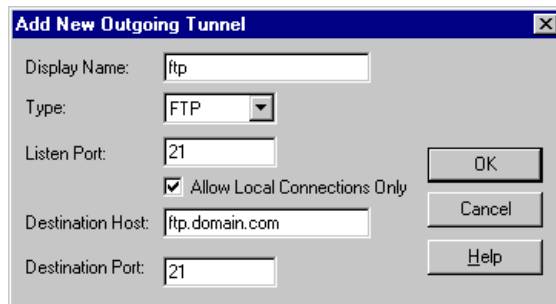 Add New Outgoing Tunnel
Display Name: ftp
Type: FTP
Listen Port: 21
Allow Local Connections Only
Destination Host: ftp.domain.com
Destination Port: 21
OK
Cancel
Help